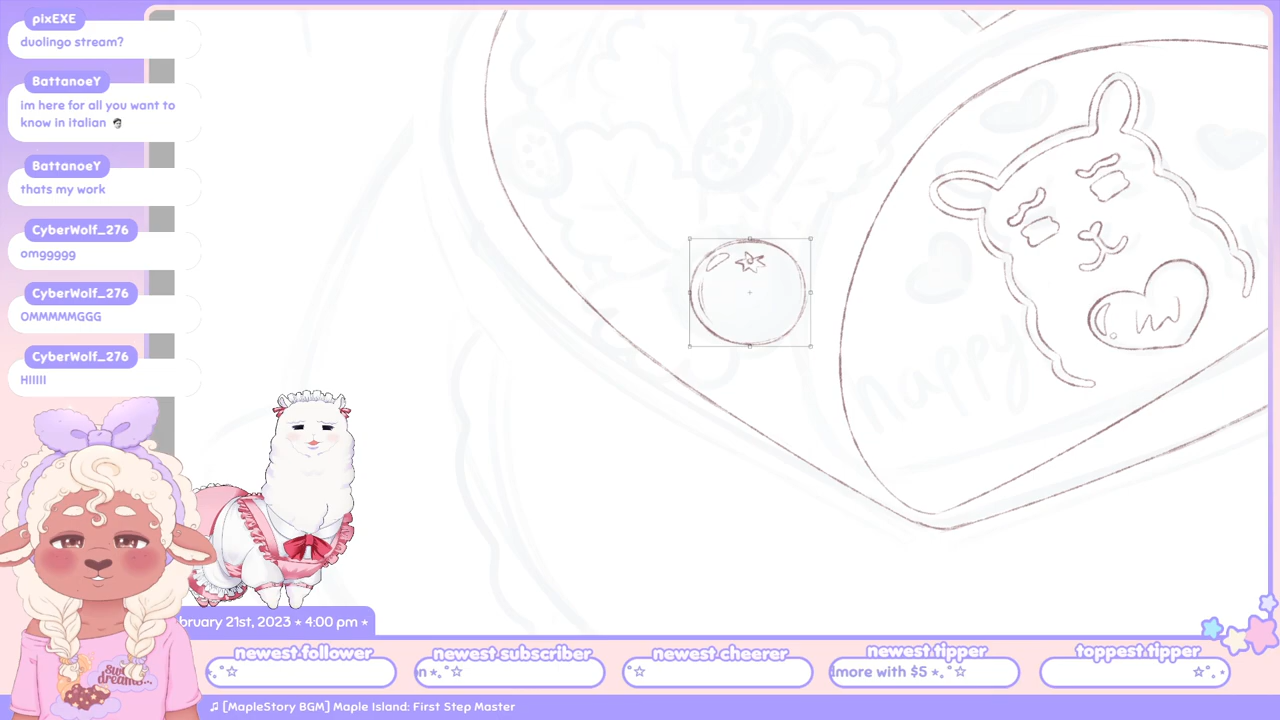 pixEXE
duolingo stream?
BattanoeY
im here for all you want to
know in italian
BattanoeY
thats my work
CyberWolf_276
omggggg
CyberWolf_276
OMMMMMGGG
CyberWolf_276
HIIIII
nappy
bruary 21st, 2023 ⋆ 4:00 pm ⋆
newest follower
newest subscriber
newest cheerer
newest tipper
toppest tipper
⋆.˚☆
n ⋆.˚☆
˚☆
dmore with $5 ⋆.˚☆
☆˚.⋆
♫ [MapleStory BGM] Maple Island: First Step Master